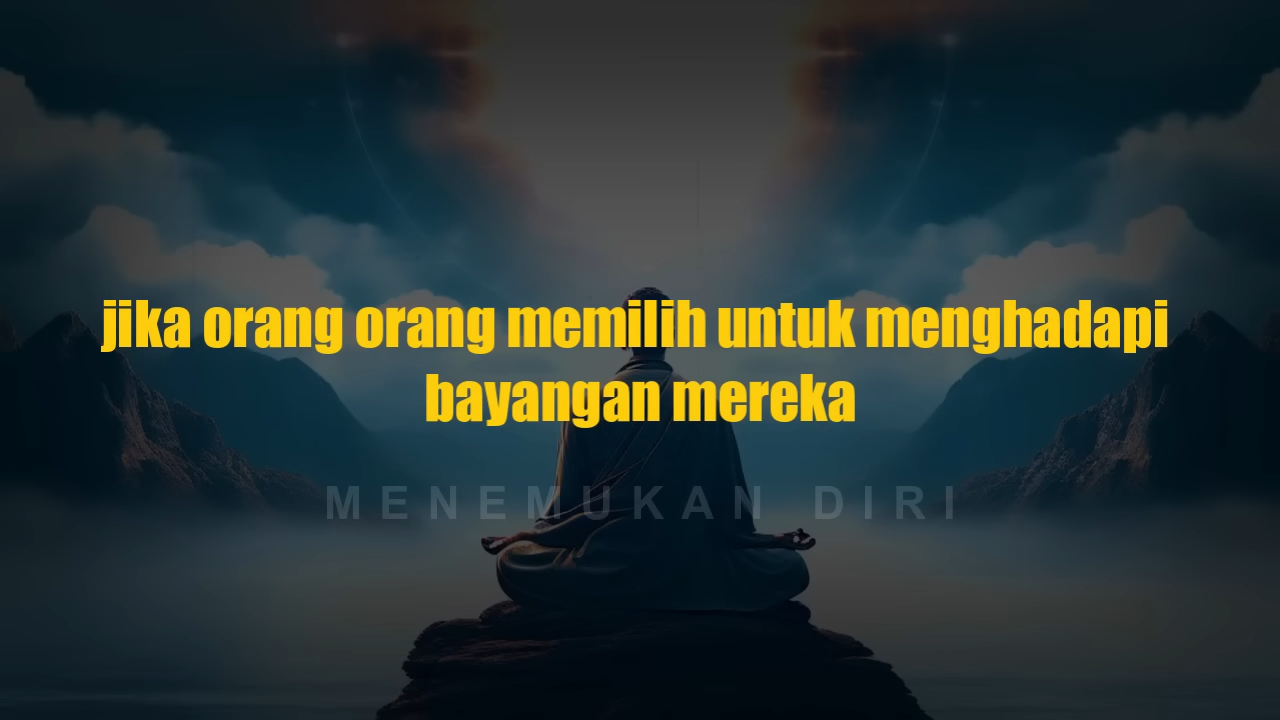 jika orang orang memilih untuk menghadapi
bayangan mereka
MENEMUKAN DIRI